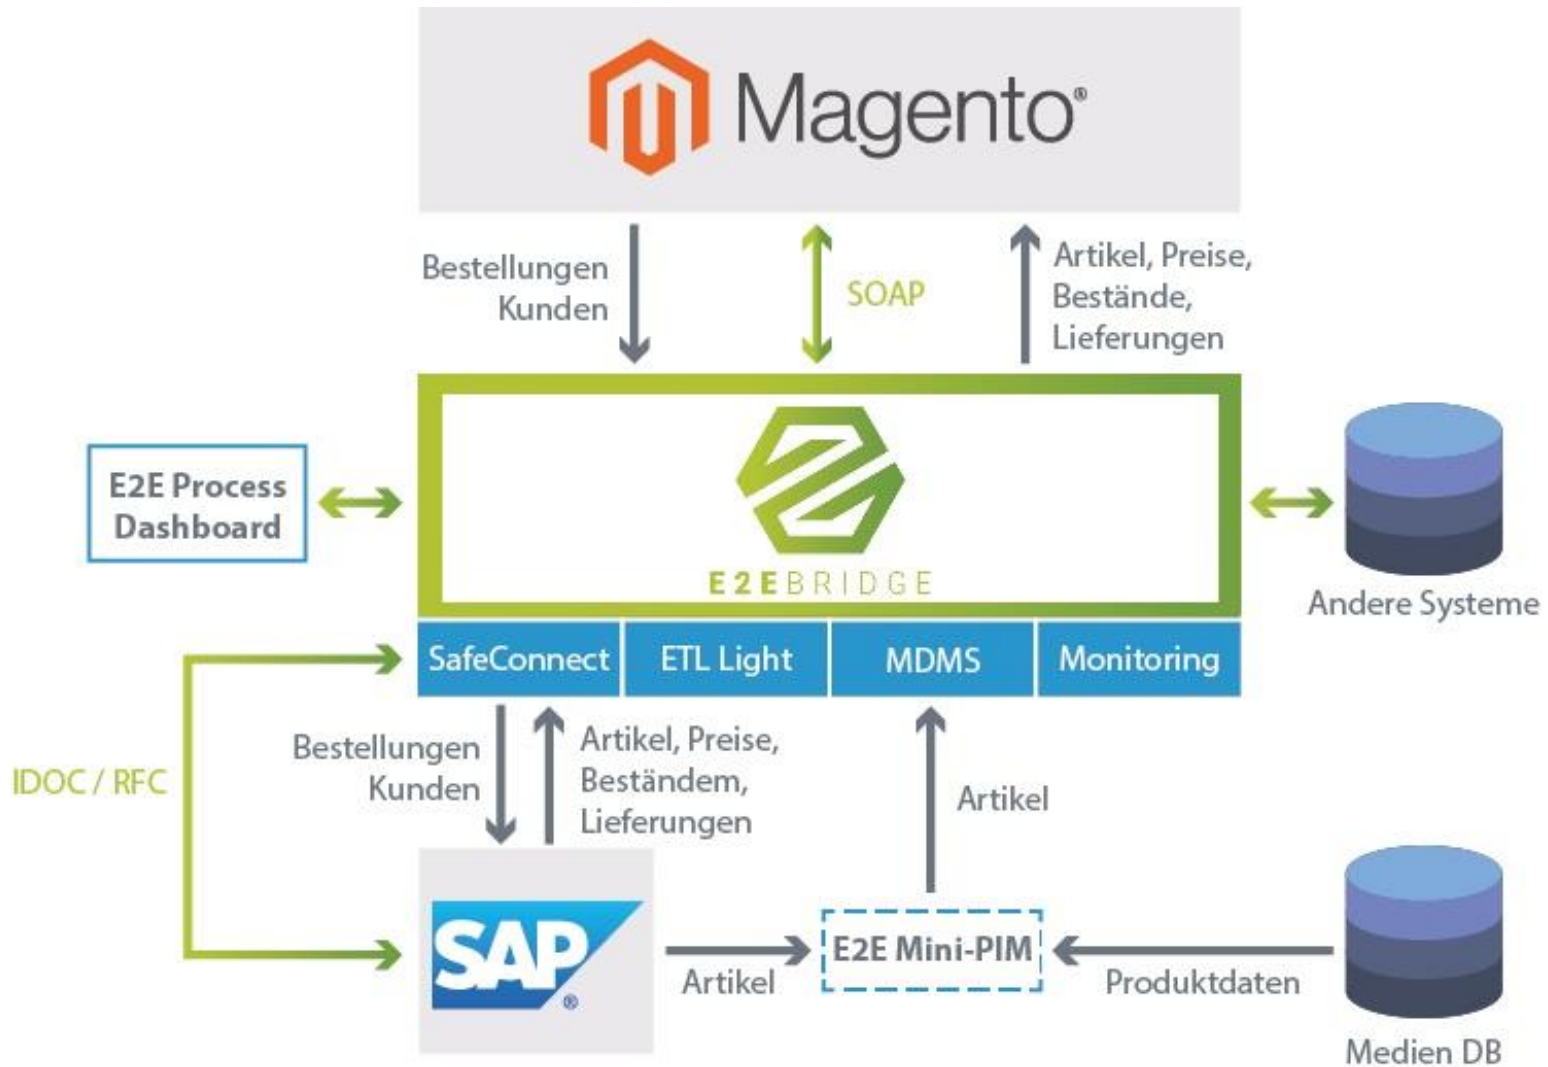 Magento®
Bestellungen
Kunden
SOAP
Artikel, Preise,
Bestände,
Lieferungen
E2E Process
Dashboard
E2EBRIDGE
Andere Systeme
SafeConnect
ETL Light
MDMS
Monitoring
IDOC / RFC
Bestellungen
Kunden
Artikel, Preise,
Beständem,
Lieferungen
Artikel
SAP®
Artikel
E2E Mini-PIM
Produktdaten
Medien DB